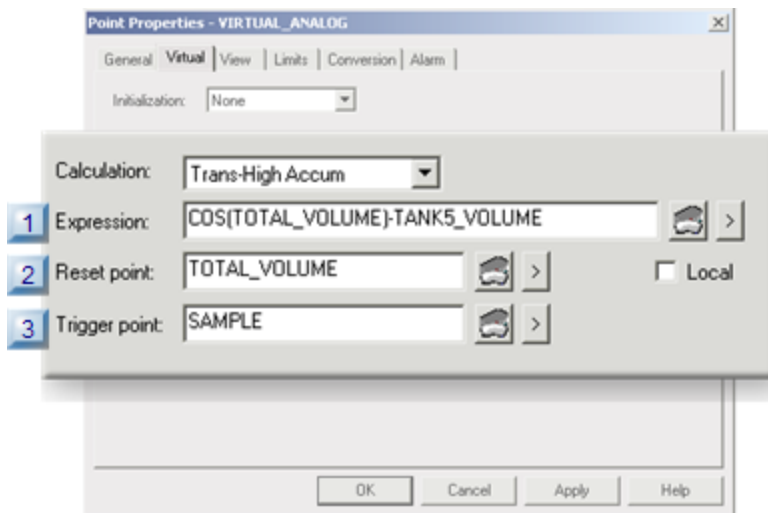 Point Properties - VIRTUAL_ANALOG
General Virtual View Limits Conversion Alarm
Initialization: None
Calculation: Trans-High Accum
1 Expression: COS(TOTAL_VOLUME)-TANK5_VOLUME >
2 Reset point: TOTAL_VOLUME > Local
3 Trigger point: SAMPLE >
OK Cancel Apply Help